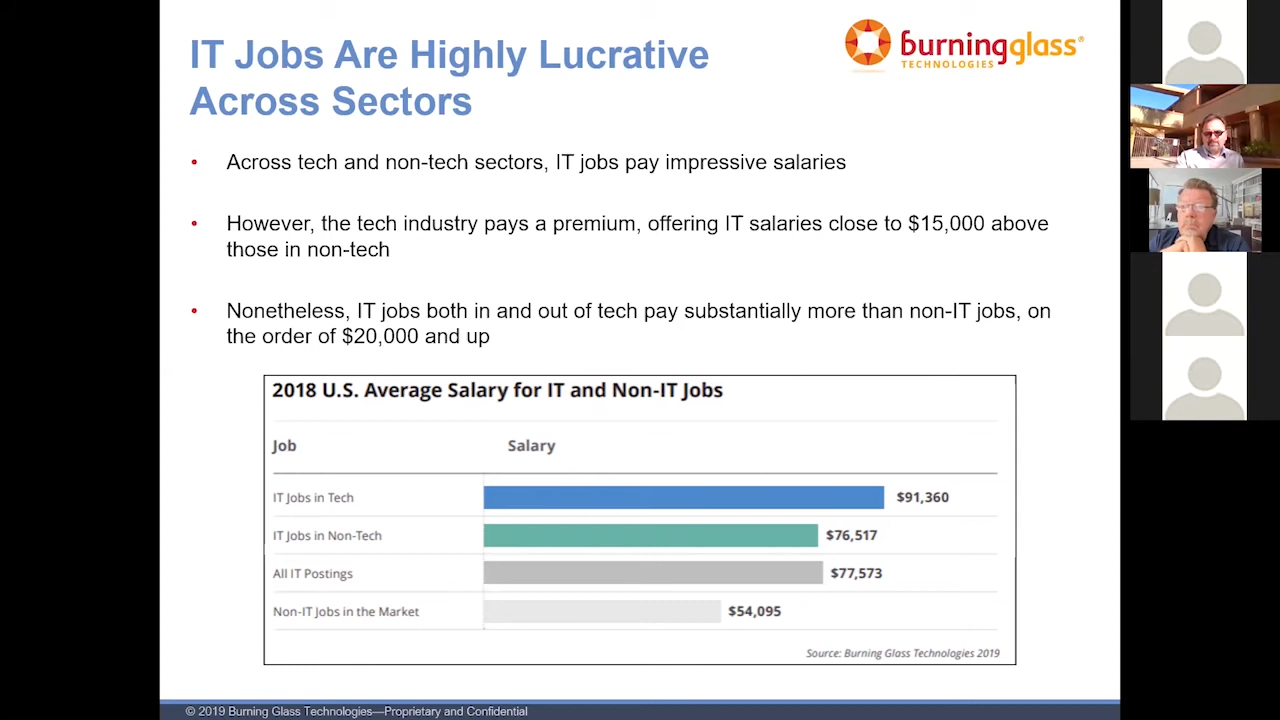 IT Jobs Are Highly Lucrative
Across Sectors
burningglass®
TECHNOLOGIES
• Across tech and non-tech sectors, IT jobs pay impressive salaries
• However, the tech industry pays a premium, offering IT salaries close to $15,000 above
those in non-tech
• Nonetheless, IT jobs both in and out of tech pay substantially more than non-IT jobs, on
the order of $20,000 and up
2018 U.S. Average Salary for IT and Non-IT Jobs
Job Salary
IT Jobs in Tech $91,360
IT Jobs in Non-Tech $76,517
All IT Postings $77,573
Non-IT Jobs in the Market $54,095
Source: Burning Glass Technologies 2019
© 2019 Burning Glass Technologies—Proprietary and Confidential